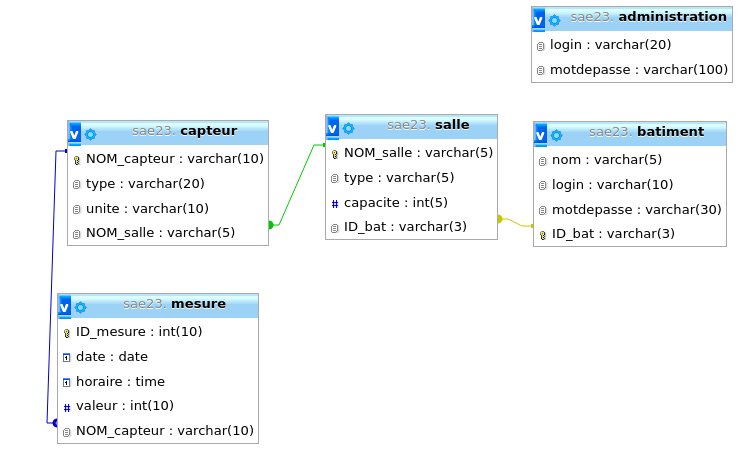 sae23. administration
login : varchar(20)
motdepasse : varchar(100)
sae23. capteur
NOM_capteur : varchar(10)
type : varchar(20)
unite : varchar(10)
NOM_salle : varchar(5)
sae23. salle
NOM_salle : varchar(5)
type : varchar(5)
capacite : int(5)
ID_bat : varchar(3)
sae23. batiment
nom : varchar(5)
login : varchar(10)
motdepasse : varchar(30)
ID_bat : varchar(3)
sae23. mesure
ID_mesure : int(10)
date : date
horaire : time
valeur : int(10)
NOM_capteur : varchar(10)